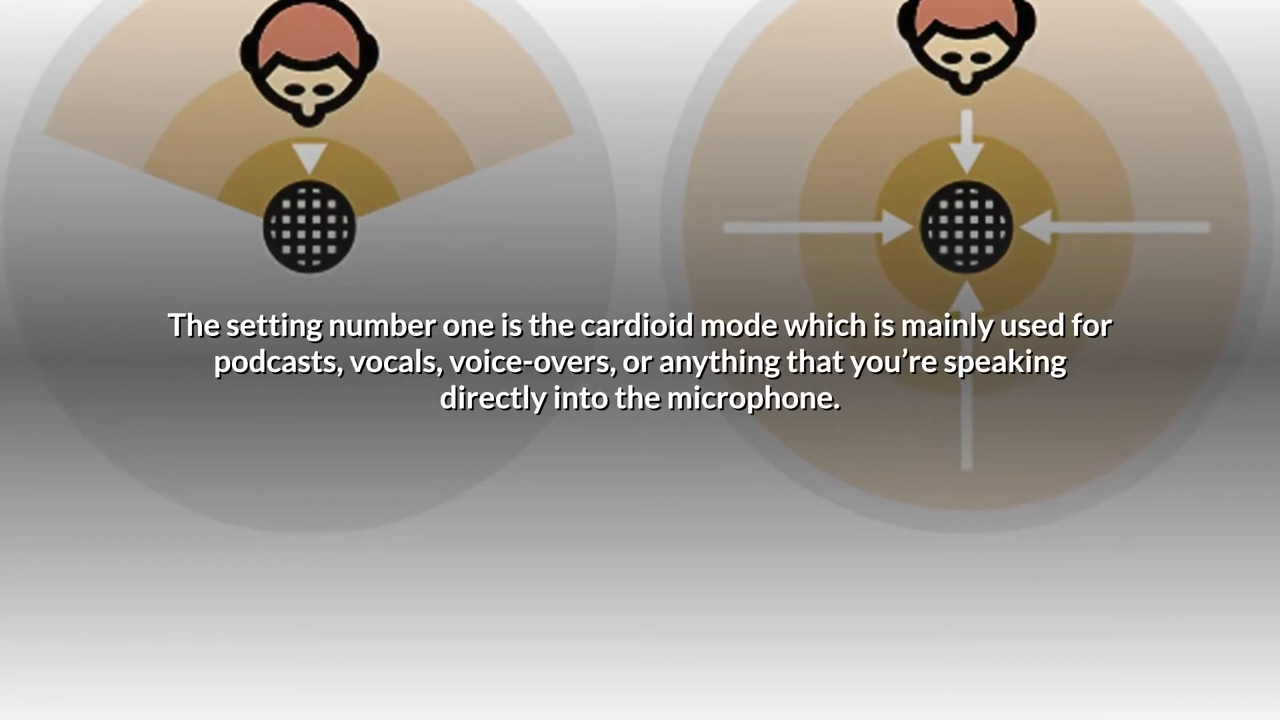 The setting number one is the cardioid mode which is mainly used for
podcasts, vocals, voice-overs, or anything that you’re speaking
directly into the microphone.